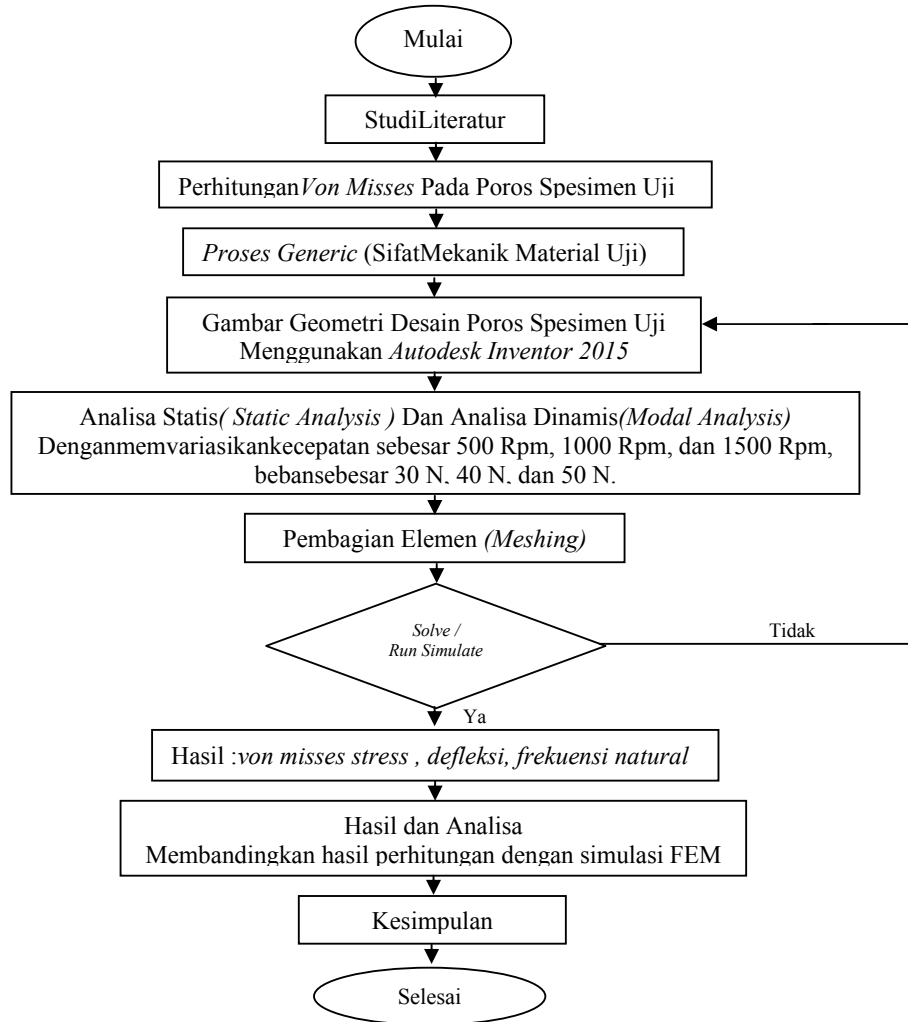 Mulai
StudiLiteratur
PerhitunganVon Misses Pada Poros Spesimen Uji
Proses Generic (SifatMekanik Material Uji)
Gambar Geometri Desain Poros Spesimen Uji
Menggunakan Autodesk Inventor 2015
Analisa Statis( Static Analysis ) Dan Analisa Dinamis(Modal Analysis)
Denganmemvariasikankecepatan sebesar 500 Rpm, 1000 Rpm, dan 1500 Rpm,
bebansebesar 30 N, 40 N, dan 50 N.
Pembagian Elemen (Meshing)
Solve /
Run Simulate
Tidak
Ya
Hasil :von misses stress , defleksi, frekuensi natural
Hasil dan Analisa
Membandingkan hasil perhitungan dengan simulasi FEM
Kesimpulan
Selesai